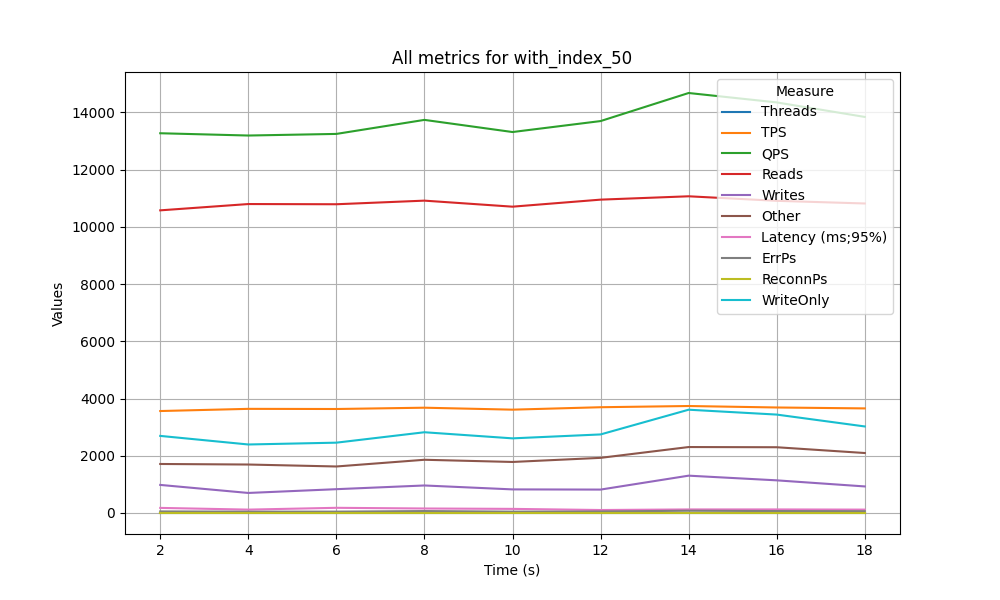 All metrics for with_index_50
Measure
Threads
TPS
QPS
Reads
Writes
Other
Latency (ms;95%)
ErrPs
ReconnPs
WriteOnly
Values
14000
12000
10000
8000
6000
4000
2000
0
2 4 6 8 10 12 14 16 18
Time (s)